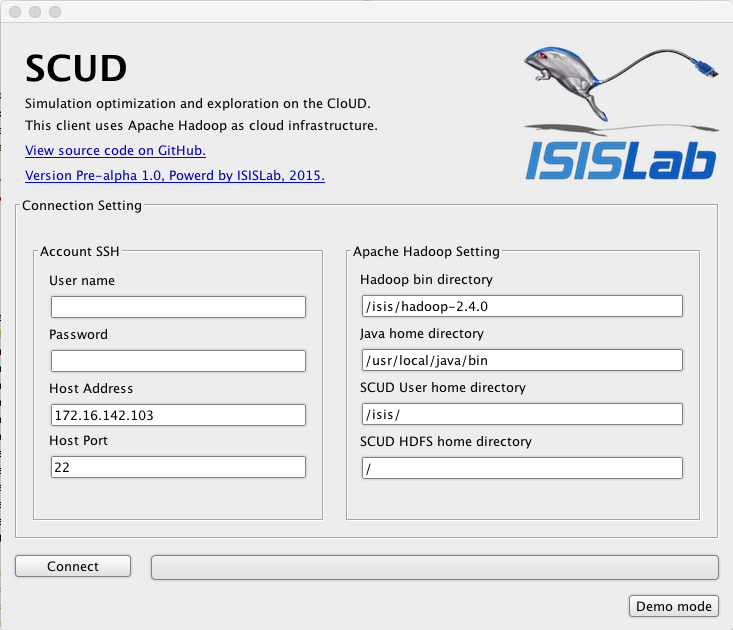 SCUD
Simulation optimization and exploration on the CloUD.
This client uses Apache Hadoop as cloud infrastructure.
View source code on GitHub.
Version Pre-alpha 1.0, Powerd by ISISLab, 2015.
ISISLab
Connection Setting
Account SSH
User name
Password
Host Address
172.16.142.103
Host Port
22
Apache Hadoop Setting
Hadoop bin directory
/isis/hadoop-2.4.0
Java home directory
/usr/local/java/bin
SCUD User home directory
/isis/
SCUD HDFS home directory
/
Connect
Demo mode